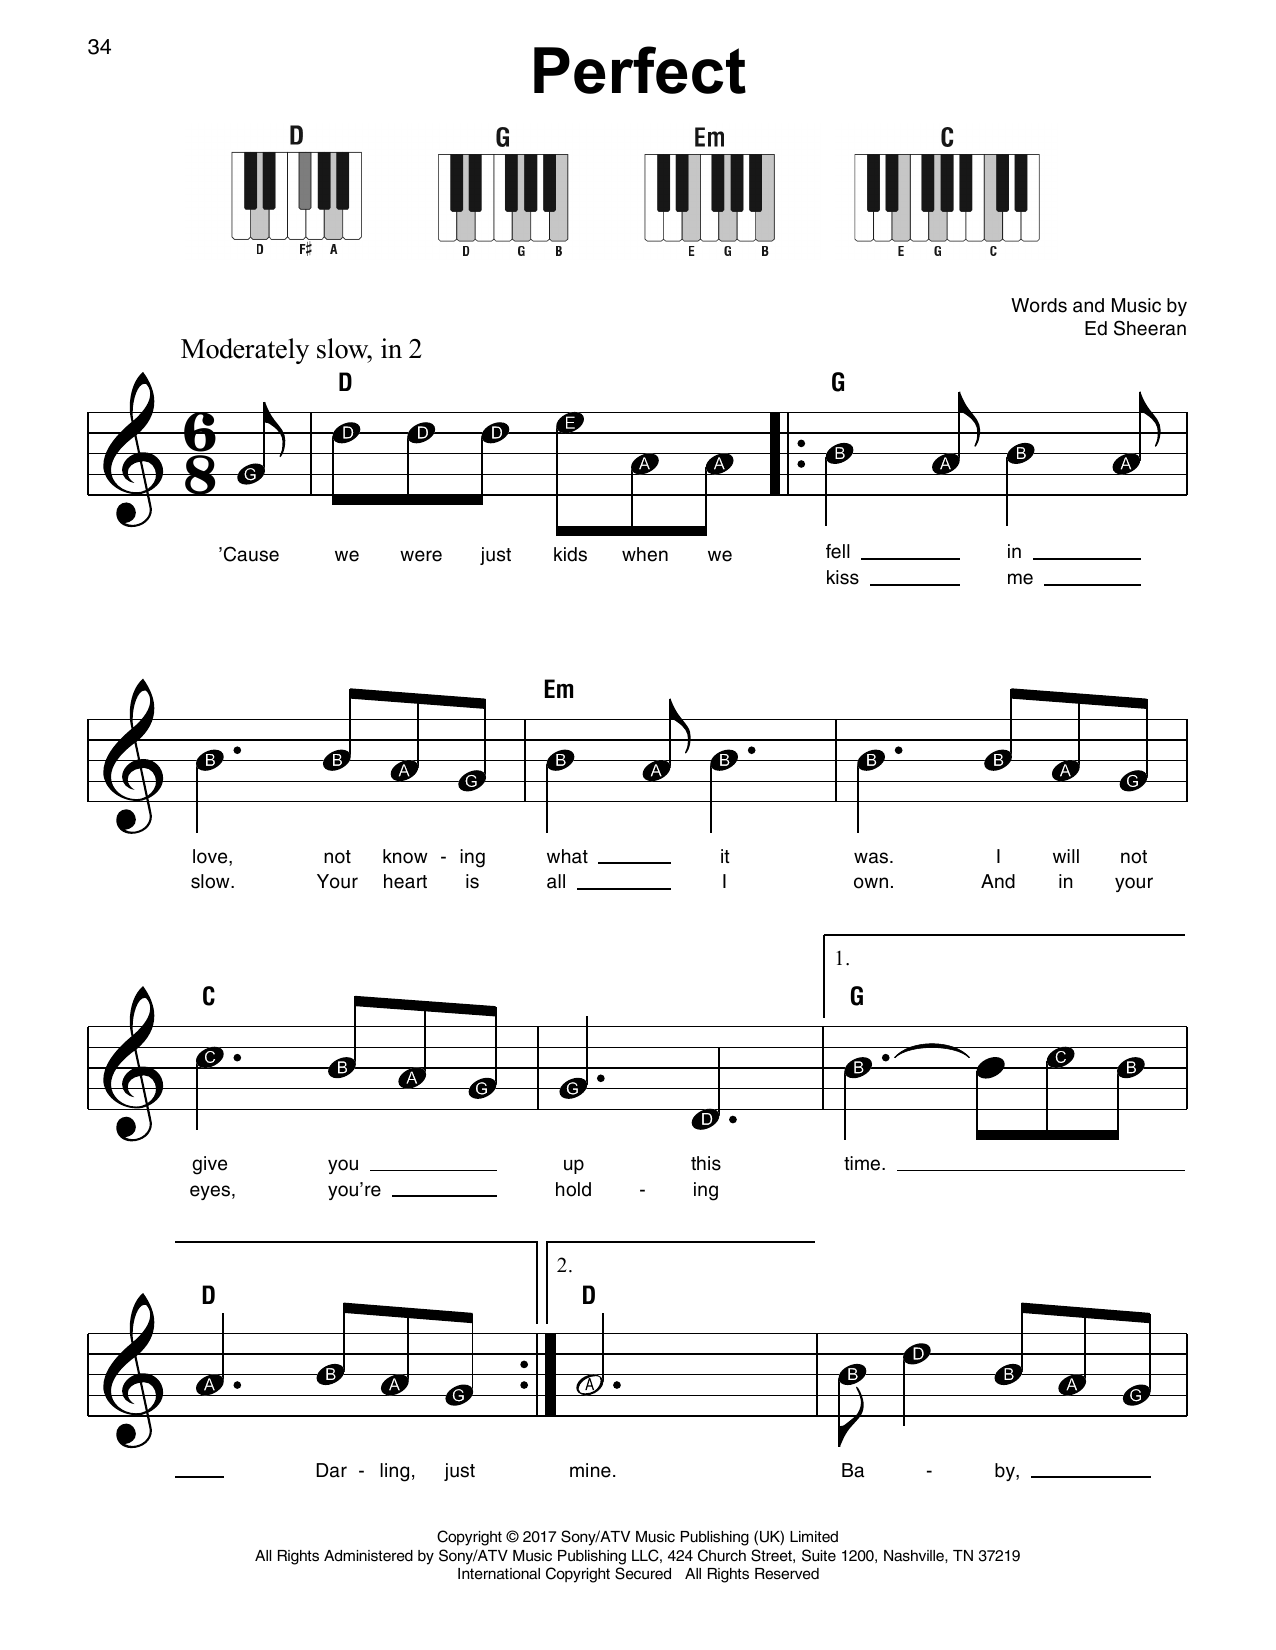 34
Perfect
D G Em C
D F♯ A D G B E G B E G C
Words and Music by
Ed Sheeran
Moderately slow, in 2
D G
6
8
G D D D E A A B A B A
’Cause we were just kids when we fell in
kiss me
Em
B B A G B A B B B A G
love, not know - ing what it was. I will not
slow. Your heart is all I own. And in your
1.
C G
C B A G G D B C B
give you up this time.
eyes, you’re hold - ing
2.
D D
A B A G A B D B A G
Dar - ling, just mine. Ba - by,
Copyright © 2017 Sony/ATV Music Publishing (UK) Limited
All Rights Administered by Sony/ATV Music Publishing LLC, 424 Church Street, Suite 1200, Nashville, TN 37219
International Copyright Secured All Rights Reserved